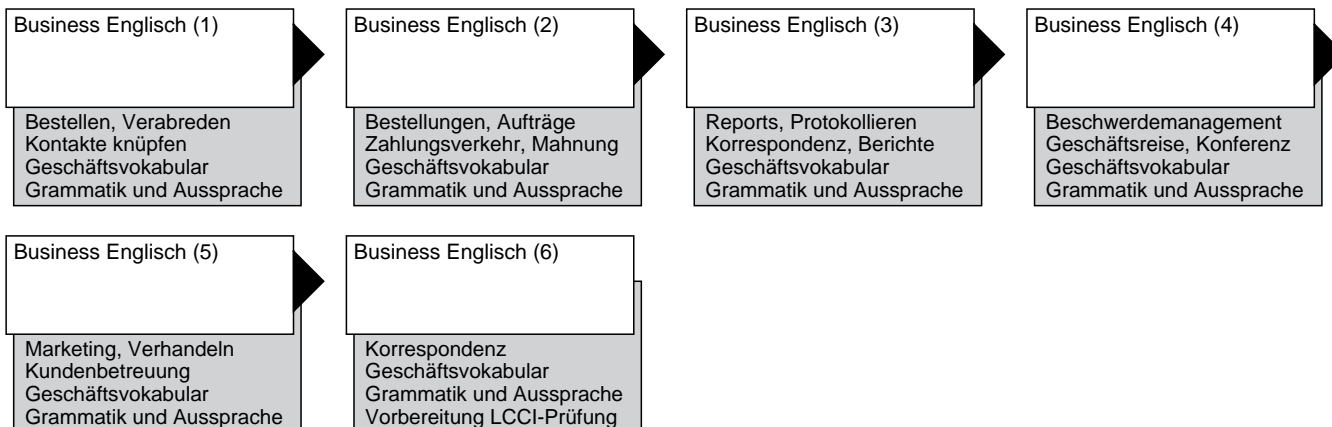 Business Englisch (1)
Bestellen, Verabreden
Kontakte knüpfen
Geschäftsvokabular
Grammatik und Aussprache
Business Englisch (2)
Bestellungen, Aufträge
Zahlungsverkehr, Mahnung
Geschäftsvokabular
Grammatik und Aussprache
Business Englisch (3)
Reports, Protokollieren
Korrespondenz, Berichte
Geschäftsvokabular
Grammatik und Aussprache
Business Englisch (4)
Beschwerdemanagement
Geschäftsreise, Konferenz
Geschäftsvokabular
Grammatik und Aussprache
Business Englisch (5)
Marketing, Verhandeln
Kundenbetreuung
Geschäftsvokabular
Grammatik und Aussprache
Business Englisch (6)
Korrespondenz
Geschäftsvokabular
Grammatik und Aussprache
Vorbereitung LCCI-Prüfung